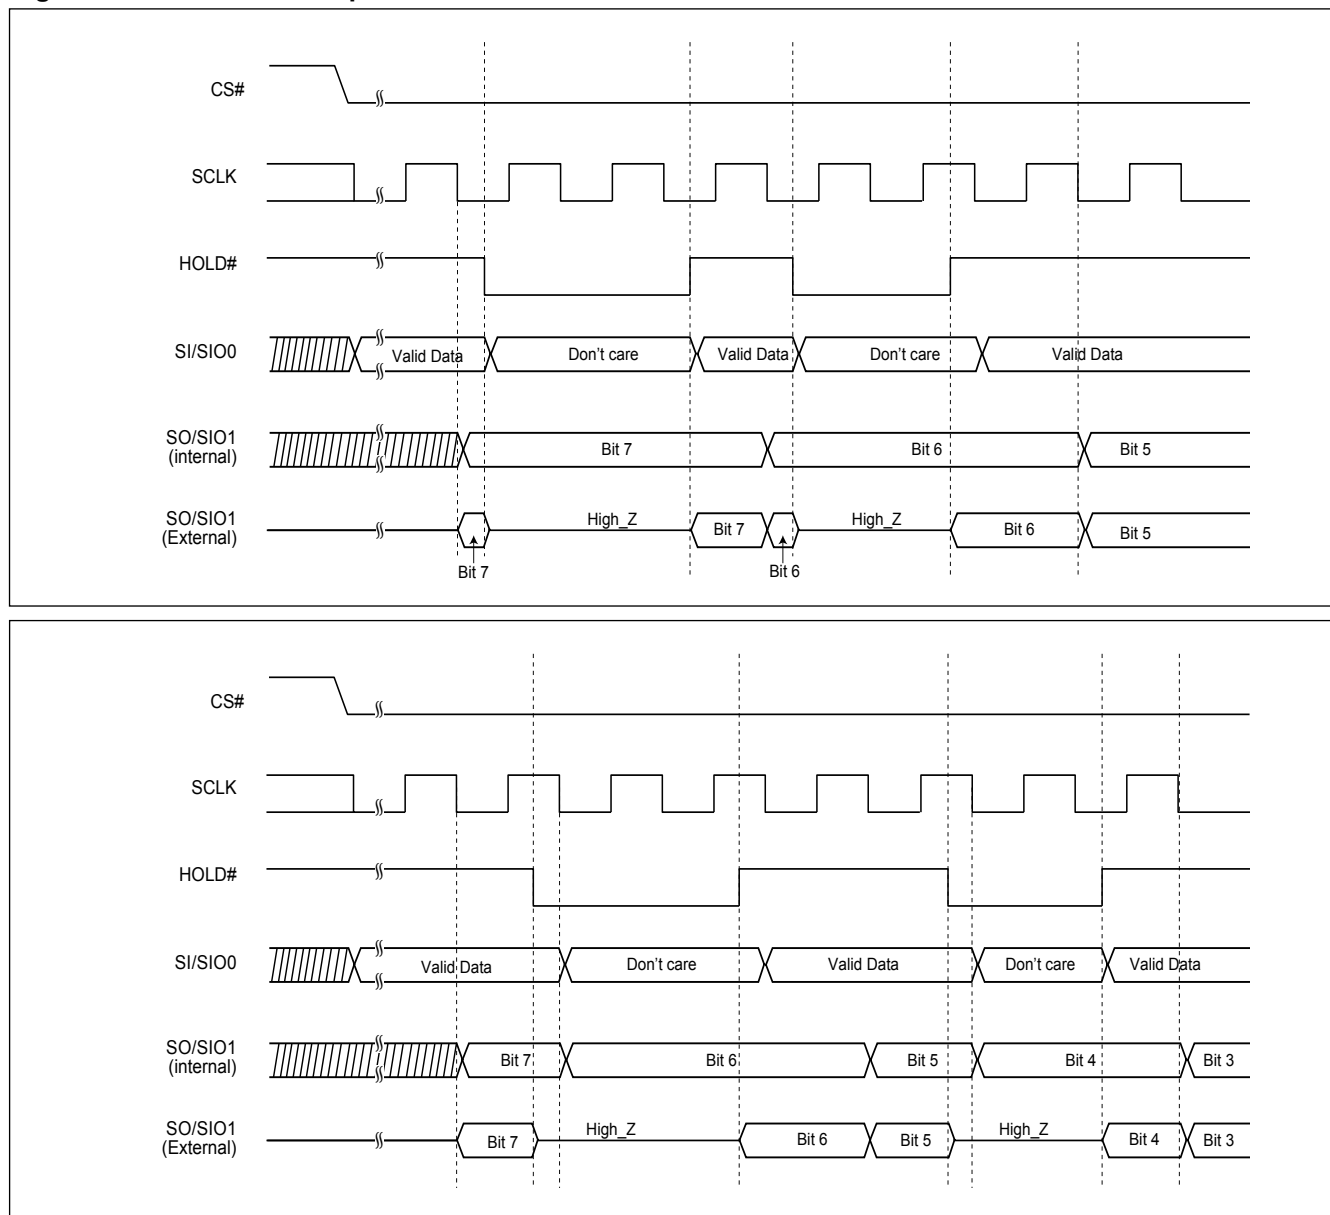 CS#
SCLK
HOLD#
SI/SIO0 Valid Data Don't care Valid Data Don't care Valid Data
SO/SIO1
(internal) Bit 7 Bit 6 Bit 5
SO/SIO1
(External) High_Z Bit 7 High_Z Bit 6 Bit 5
Bit 7 Bit 6
CS#
SCLK
HOLD#
SI/SIO0 Valid Data Don't care Valid Data Don't care Valid Data
SO/SIO1
(internal) Bit 7 Bit 6 Bit 5 Bit 4 Bit 3
SO/SIO1
(External) Bit 7 High_Z Bit 6 Bit 5 High_Z Bit 4 Bit 3